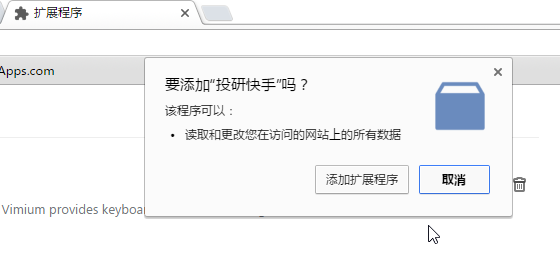 扩展程序
Apps.com
要添加“投研快手”吗？
该程序可以：
• 读取和更改您在访问的网站上的所有数据
添加扩展程序
取消
Vimium provides keyboa